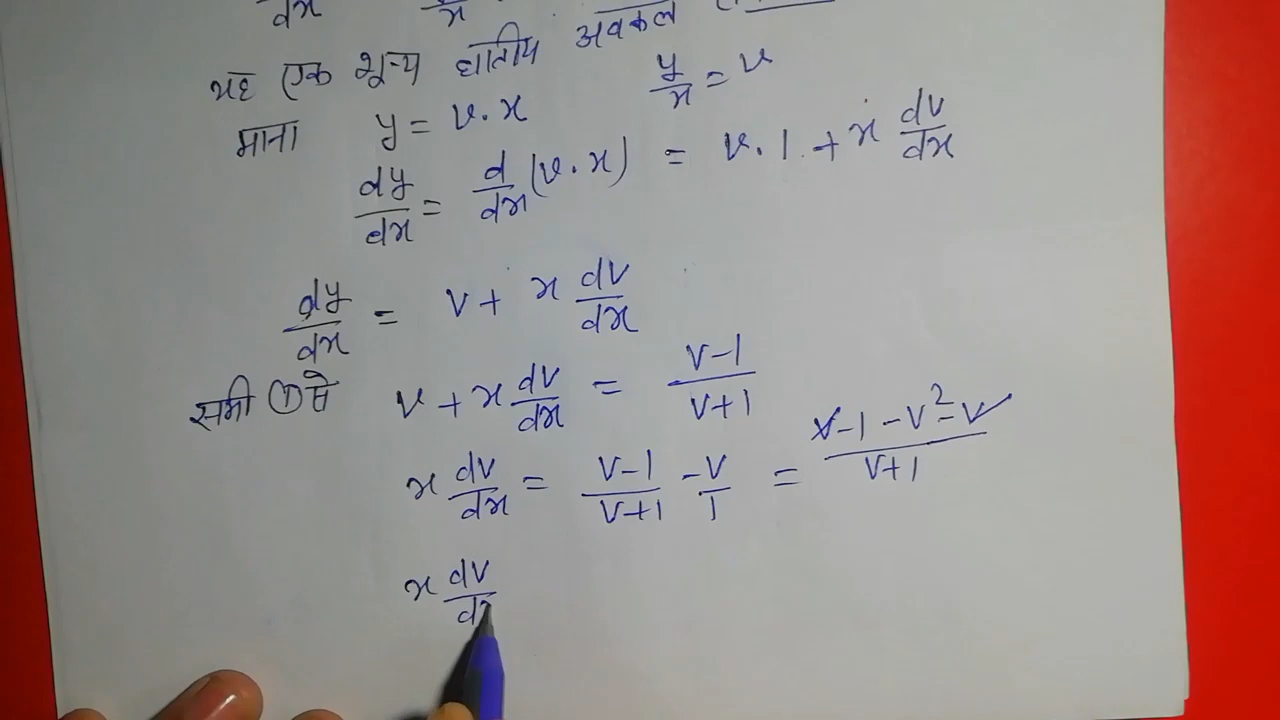 dx x
यह एक शून्य घातीय अवकल
माना y = v.x y/x = v
dy/dx = d/dx (v.x) = v.1 + x dv/dx
dy/dx = v + x dv/dx
समी ① से v + x dv/dx = v-1/v+1
x dv/dx = v-1/v+1 - v/1 = v-1-v²-v/v+1
x dv